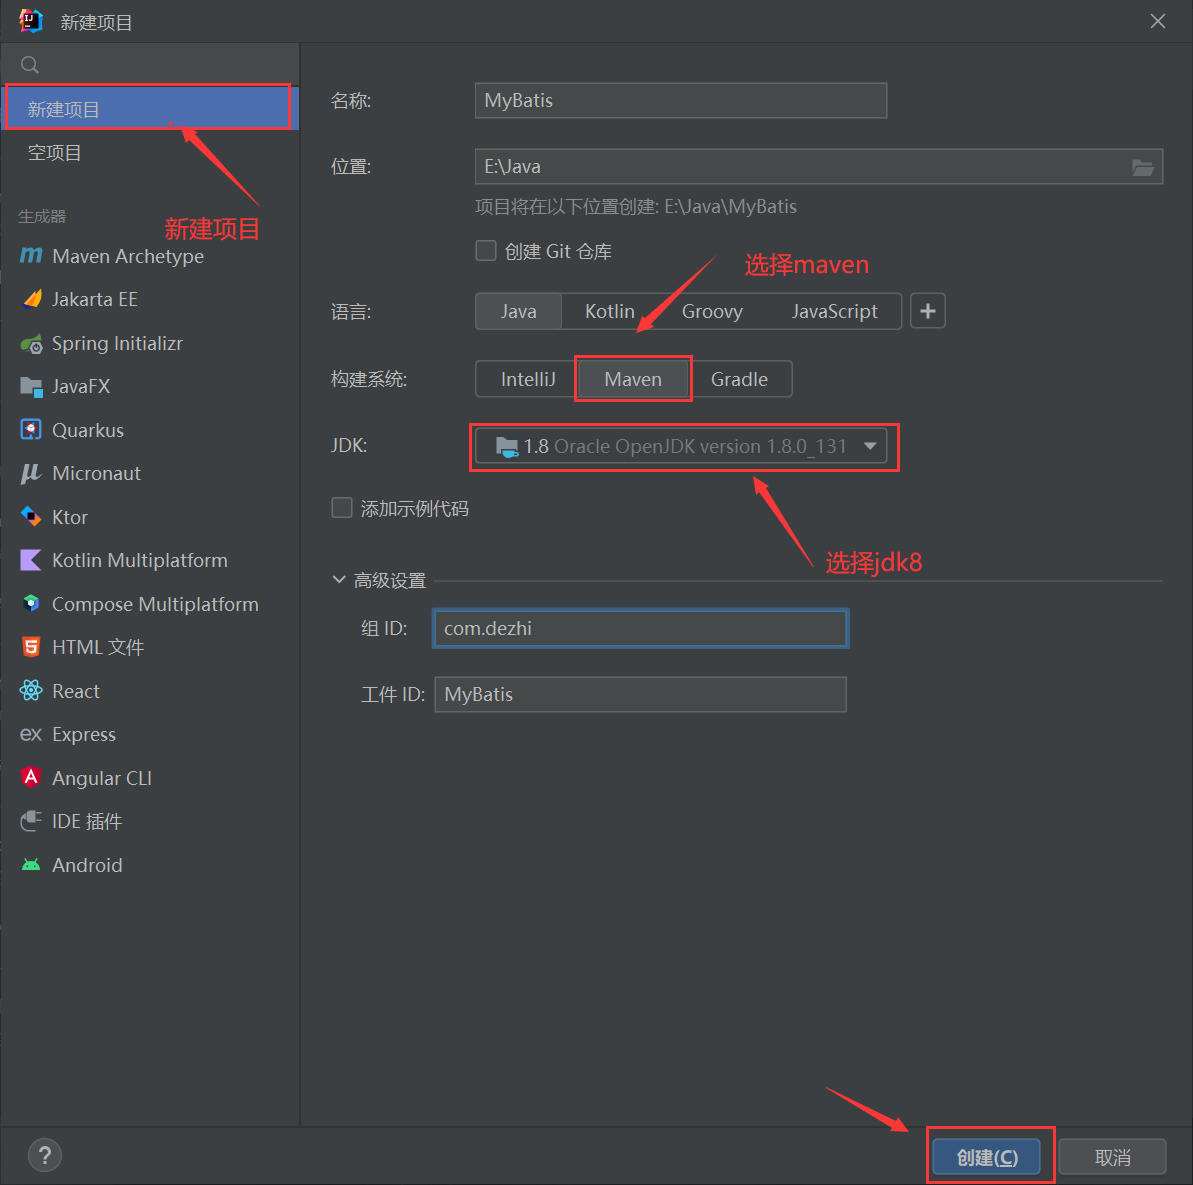 新建项目
新建项目
空项目
生成器
新建项目
Maven Archetype
Jakarta EE
Spring Initializr
JavaFX
Quarkus
Micronaut
Ktor
Kotlin Multiplatform
Compose Multiplatform
HTML 文件
React
Express
Angular CLI
IDE 插件
Android
名称: MyBatis
位置: E:\Java
项目将在以下位置创建: E:\Java\MyBatis
创建 Git 仓库
选择maven
语言: Java Kotlin Groovy JavaScript +
构建系统: IntelliJ Maven Gradle
JDK: 1.8 Oracle OpenJDK version 1.8.0_131
添加示例代码
选择jdk8
高级设置
组 ID: com.dezhi
工件 ID: MyBatis
? 创建(C) 取消